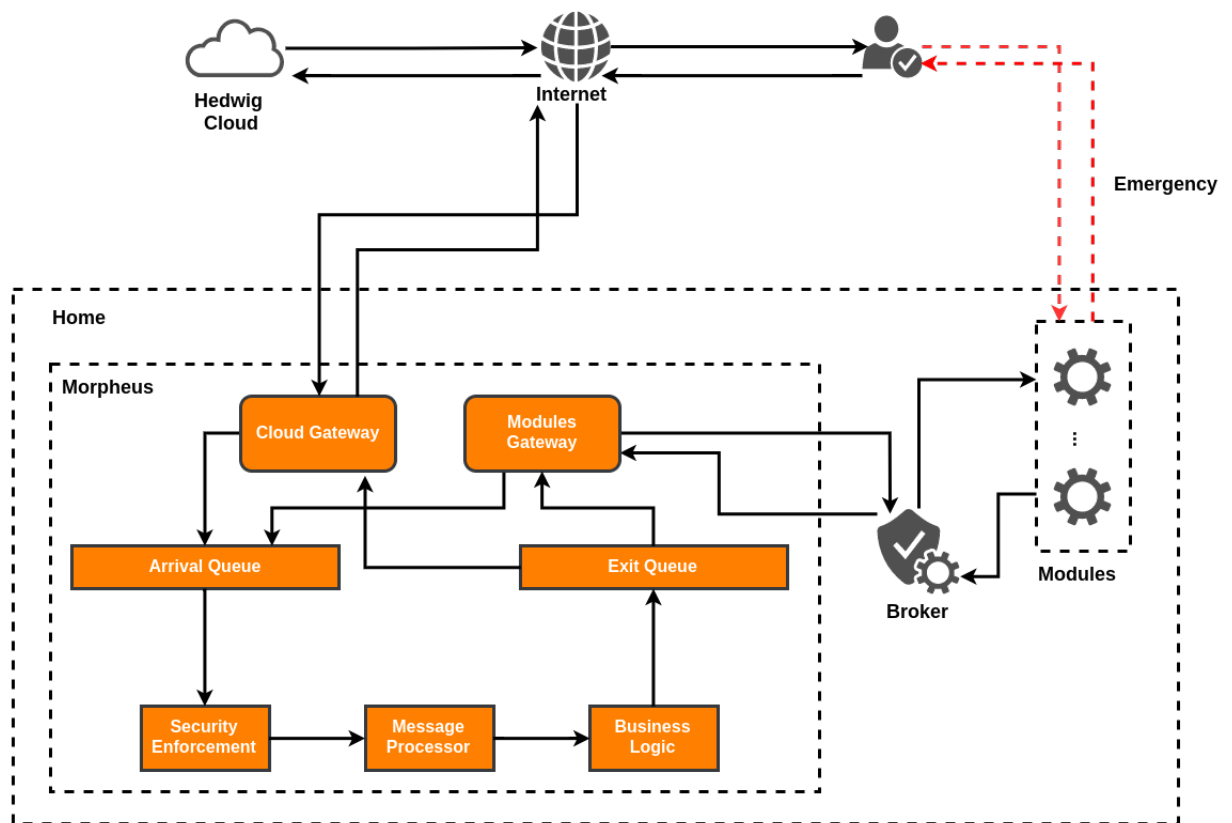 Hedwig
Cloud
Internet
Emergency
Home
Morpheus
Cloud Gateway
Modules
Gateway
Arrival Queue
Exit Queue
Broker
...
Modules
Security
Enforcement
Message
Processor
Business
Logic